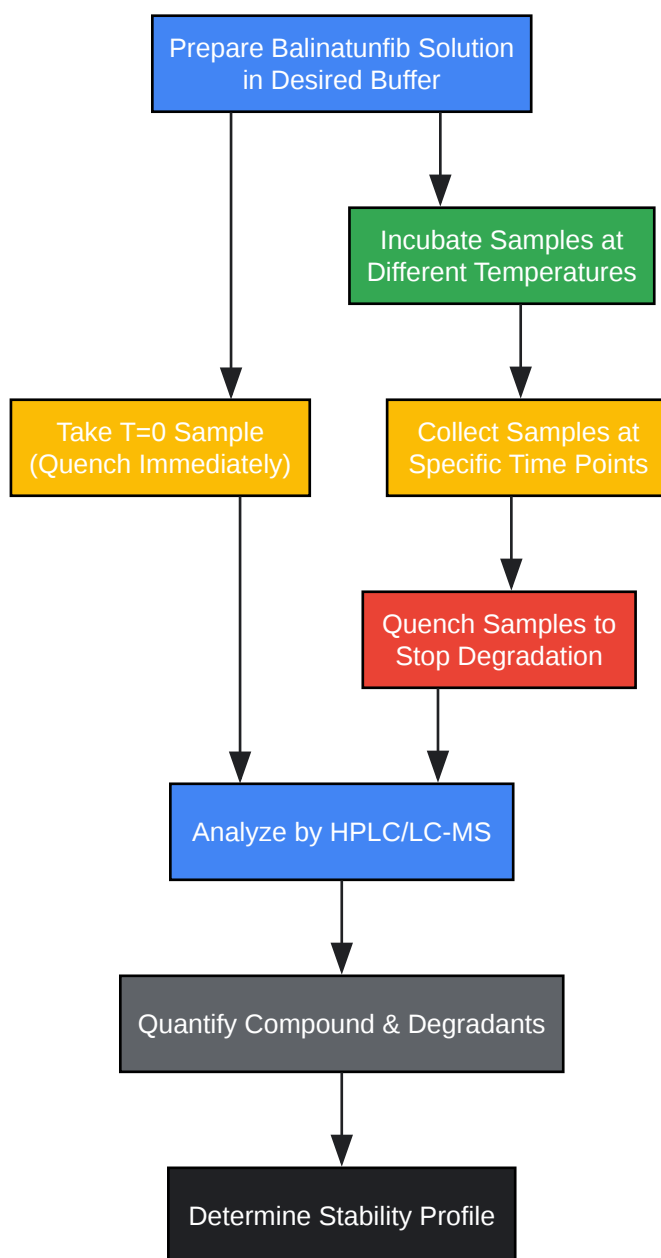 Prepare Balinatunfib Solution
in Desired Buffer
Incubate Samples at
Different Temperatures
Take T=0 Sample
(Quench Immediately)
Collect Samples at
Specific Time Points
Quench Samples to
Stop Degradation
Analyze by HPLC/LC-MS
Quantify Compound & Degradants
Determine Stability Profile